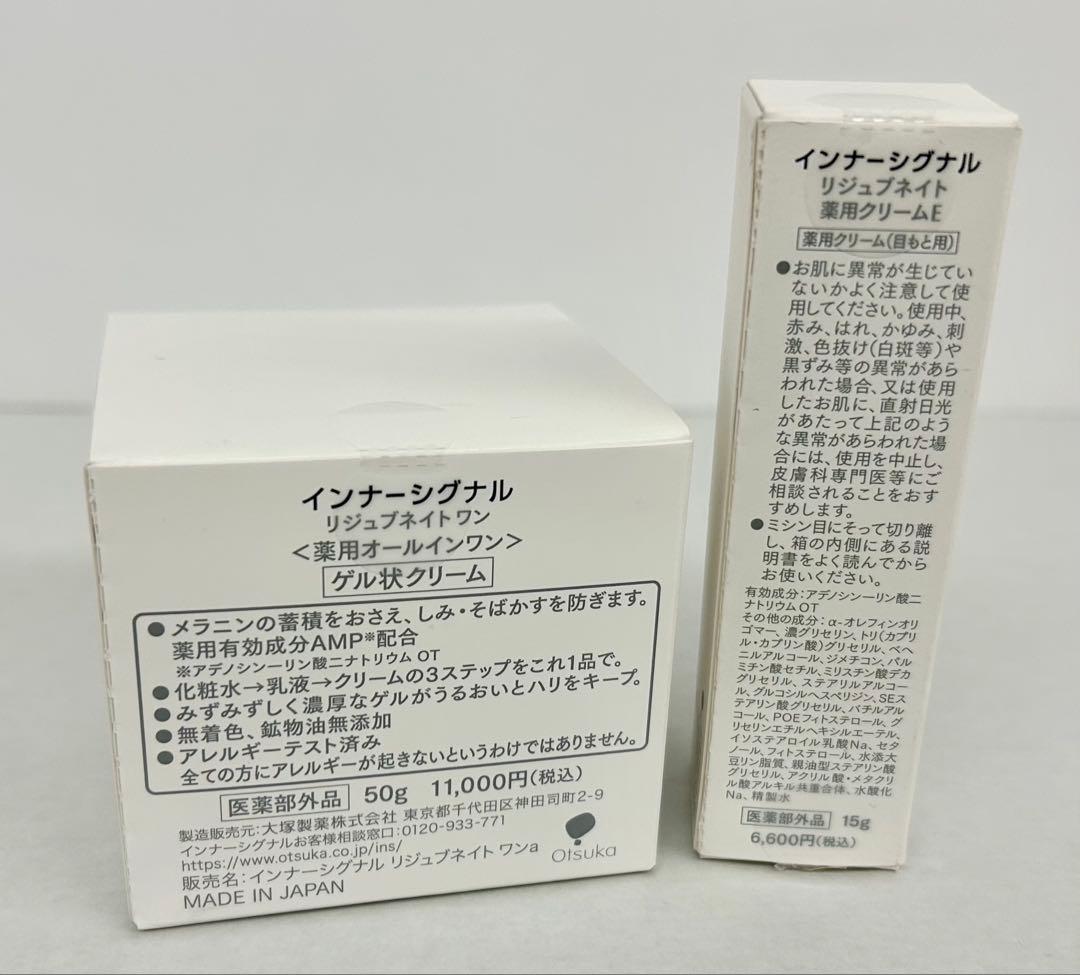 インナーシグナル
リジュブネイト ワン
＜薬用オールインワン＞
ゲル状クリーム
●メラニンの蓄積をおさえ、しみ・そばかすを防ぎます。
薬用有効成分AMP※配合
※アデノシン一リン酸二ナトリウム OT
●化粧水→乳液→クリームの3ステップをこれ1品で。
●みずみずしく濃厚なゲルがうるおいとハリをキープ。
●無着色、鉱物油無添加
●アレルギーテスト済み
全ての方にアレルギーが起きないというわけではありません。
医薬部外品 50g 11,000円(税込)
製造販売元:大塚製薬株式会社 東京都千代田区神田司町2-9
インナーシグナルお客様相談窓口:0120-933-771
https://www.otsuka.co.jp/ins/
販売名:インナーシグナル リジュブネイト ワンa
MADE IN JAPAN
Otsuka
インナーシグナル
リジュブネイト
薬用クリームE
薬用クリーム(目もと用)
●お肌に異常が生じてい
ないかよく注意して使
用してください。使用中、
赤み、はれ、かゆみ、刺
激、色抜け(白斑等)や
黒ずみ等の異常があら
われた場合、又は使用
したお肌に、直射日光
があたって上記のよう
な異常があらわれた場
合には、使用を中止し、
皮膚科専門医等にご
相談されることをおす
すめします。
●ミシン目にそって切り離
し、箱の内側にある説
明書をよく読んでから
お使いください。
有効成分:アデノシン一リン酸二
ナトリウムOT
その他の成分:α-オレフィンオリ
ゴマー、濃グリセリン、トリ(カプリ
ル・カプリン酸)グリセリル、ベヘ
ニルアルコール、ジメチコン、パル
ミチン酸セチル、ミリスチン酸デカ
グリセリル、ステアリルアルコー
ル、グルコシルヘスペリジン、SEス
テアリン酸グリセリル、バチルアル
コール、POEフィトステロール、グ
リセリンエチルヘキシルエーテル、
イソステアロイル乳酸Na、セタ
ノール、フィトステロール、水添大
豆リン脂質、親油型ステアリン酸
グリセリル、アクリル酸・メタクリ
ル酸アルキル共重合体、水酸化
Na、精製水
医薬部外品 15g
6,600円(税込)